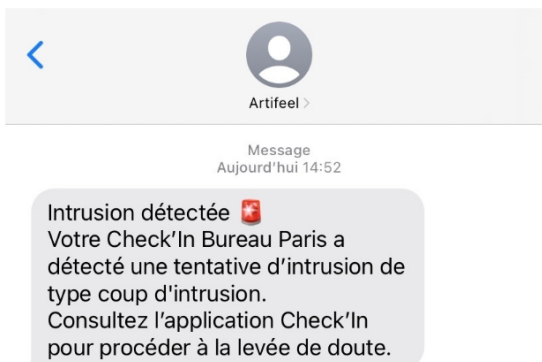 Artifeel >
Message
Aujourd'hui 14:52
Intrusion détectée 🚨
Votre Check'In Bureau Paris a
détecté une tentative d'intrusion de
type coup d'intrusion.
Consultez l'application Check'In
pour procéder à la levée de doute.